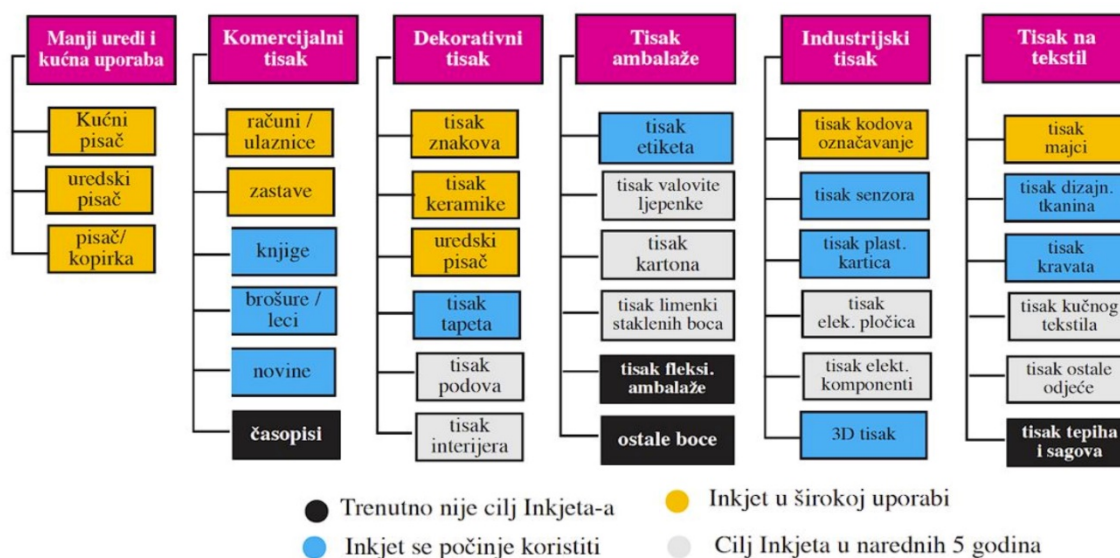 Manji uredi i
kućna uporaba
Kućni
pisač
uredski
pisač
pisač/
kopirka
Komercijalni
tisak
računi /
ulaznice
zastave
knjige
brošure /
leci
novine
časopisi
Dekorativni
tisak
tisak
znakova
tisak
keramike
uredski
pisač
tisak
tapeta
tisak
podova
tisak
interijera
Tisak
ambalaže
tisak
etiketa
tisak valovite
ljepenke
tisak
kartona
tisak limenki
staklenih boca
tisak fleksi.
ambalaže
ostale boce
Industrijski
tisak
tisak kodova
označavanje
tisak senzora
tisak plast.
kartica
tisak
elek. pločica
tisak elekt.
komponenti
3D tisak
Tisak na
tekstil
tisak
majci
tisak dizajn.
tkanina
tisak
kravata
tisak kučnog
tekstila
tisak ostale
odjeće
tisak tepiha
i sagova
Trenutno nije cilj Inkjeta-a
Inkjet u širokoj uporabi
Inkjet se počinje koristiti
Cilj Inkjeta u narednih 5 godina